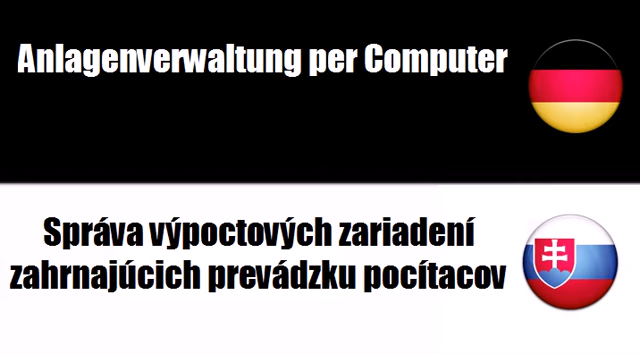 Anlagenverwaltung per Computer
Správa výpoctových zariadení
zahrnajúcich prevádzku pocítacov